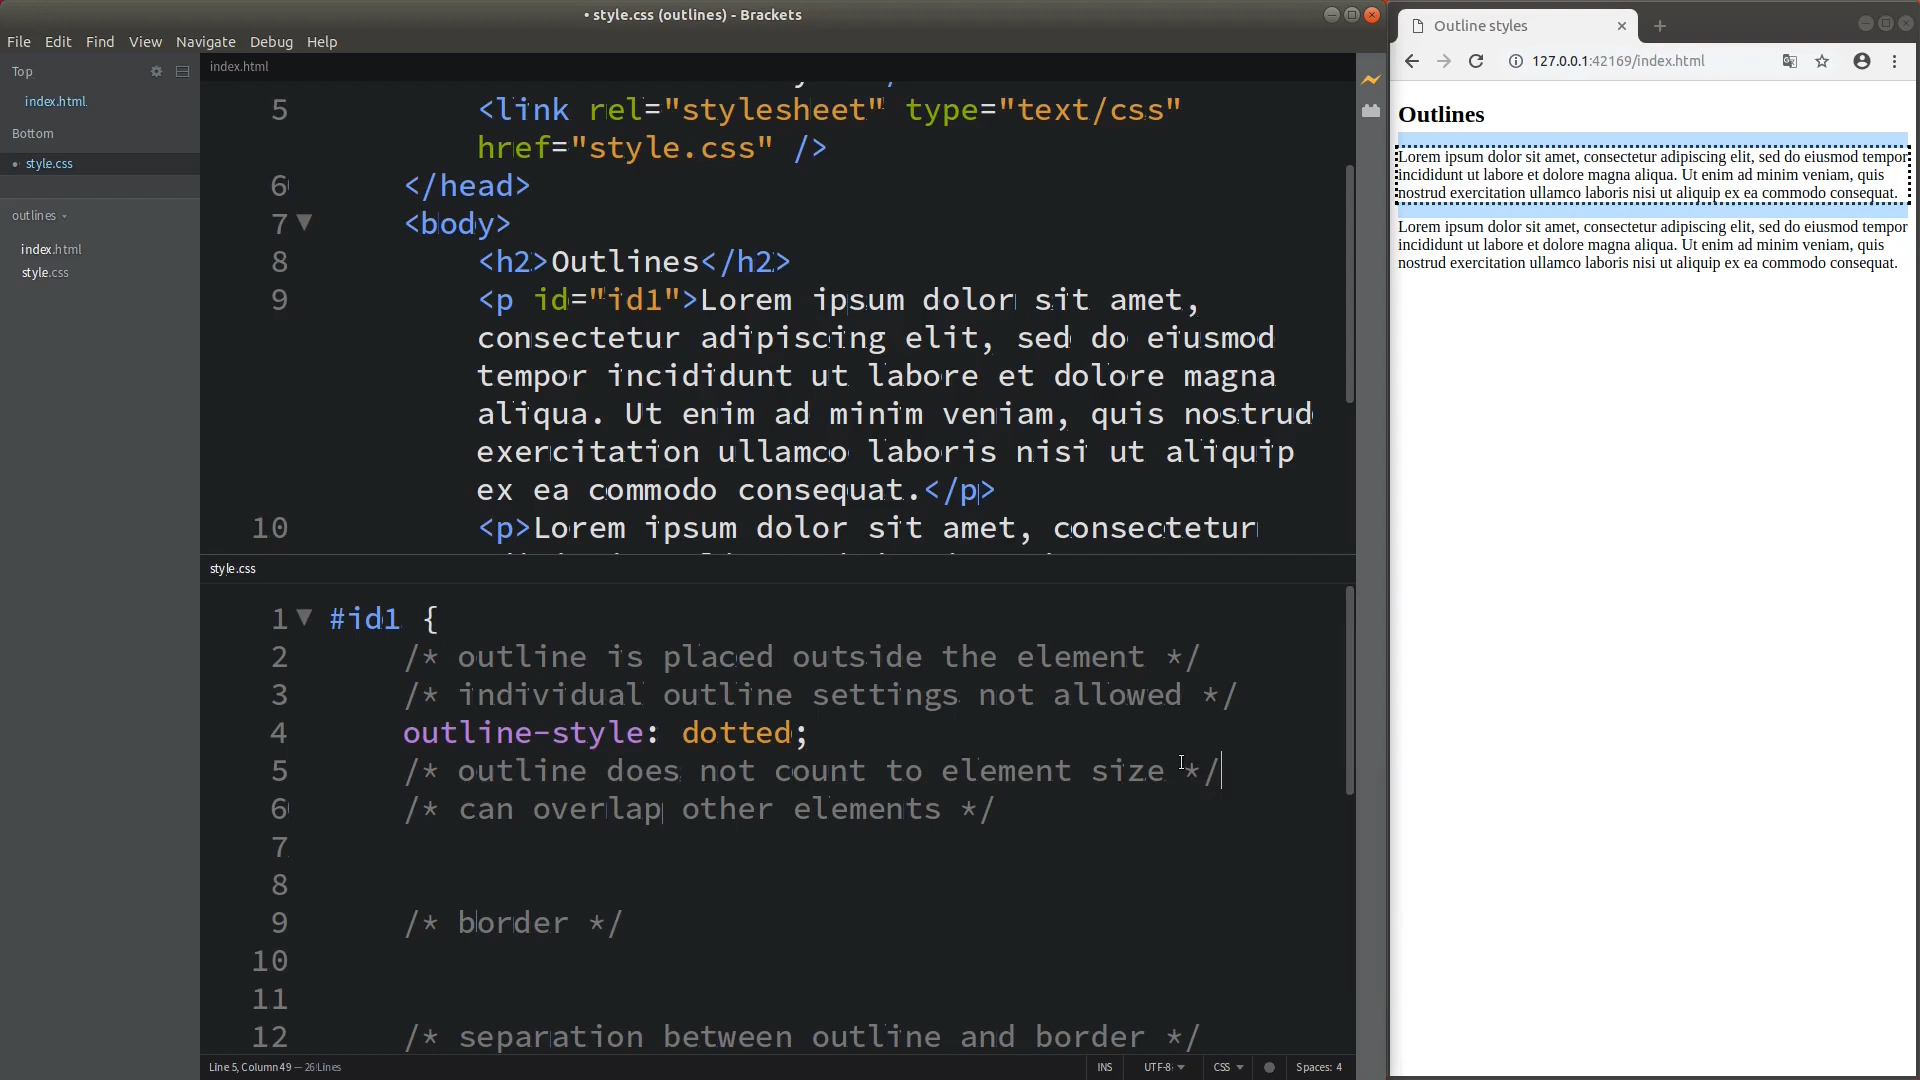 • style.css (outlines) - Brackets
File Edit Find View Navigate Debug Help
Top
index.html
Bottom
• style.css
outlines
index.html
style.css
index.html
5 <link rel="stylesheet" type="text/css"
href="style.css" />
6 </head>
7 <body>
8 <h2>Outlines</h2>
9 <p id="id1">Lorem ipsum dolor sit amet,
consectetur adipiscing elit, sed do eiusmod
tempor incididunt ut labore et dolore magna
aliqua. Ut enim ad minim veniam, quis nostrud
exercitation ullamco laboris nisi ut aliquip
ex ea commodo consequat.</p>
10 <p>Lorem ipsum dolor sit amet, consectetur
style.css
1 #id1 {
2 /* outline is placed outside the element */
3 /* individual outline settings not allowed */
4 outline-style: dotted;
5 /* outline does not count to element size */
6 /* can overlap other elements */
7
8
9 /* border */
10
11
12 /* separation between outline and border */
Line 5, Column 49 — 26 Lines
INS UTF-8 CSS Spaces: 4
Outline styles
127.0.0.1:42169/index.html
Outlines
Lorem ipsum dolor sit amet, consectetur adipiscing elit, sed do eiusmod tempor
incididunt ut labore et dolore magna aliqua. Ut enim ad minim veniam, quis
nostrud exercitation ullamco laboris nisi ut aliquip ex ea commodo consequat.
Lorem ipsum dolor sit amet, consectetur adipiscing elit, sed do eiusmod tempor
incididunt ut labore et dolore magna aliqua. Ut enim ad minim veniam, quis
nostrud exercitation ullamco laboris nisi ut aliquip ex ea commodo consequat.